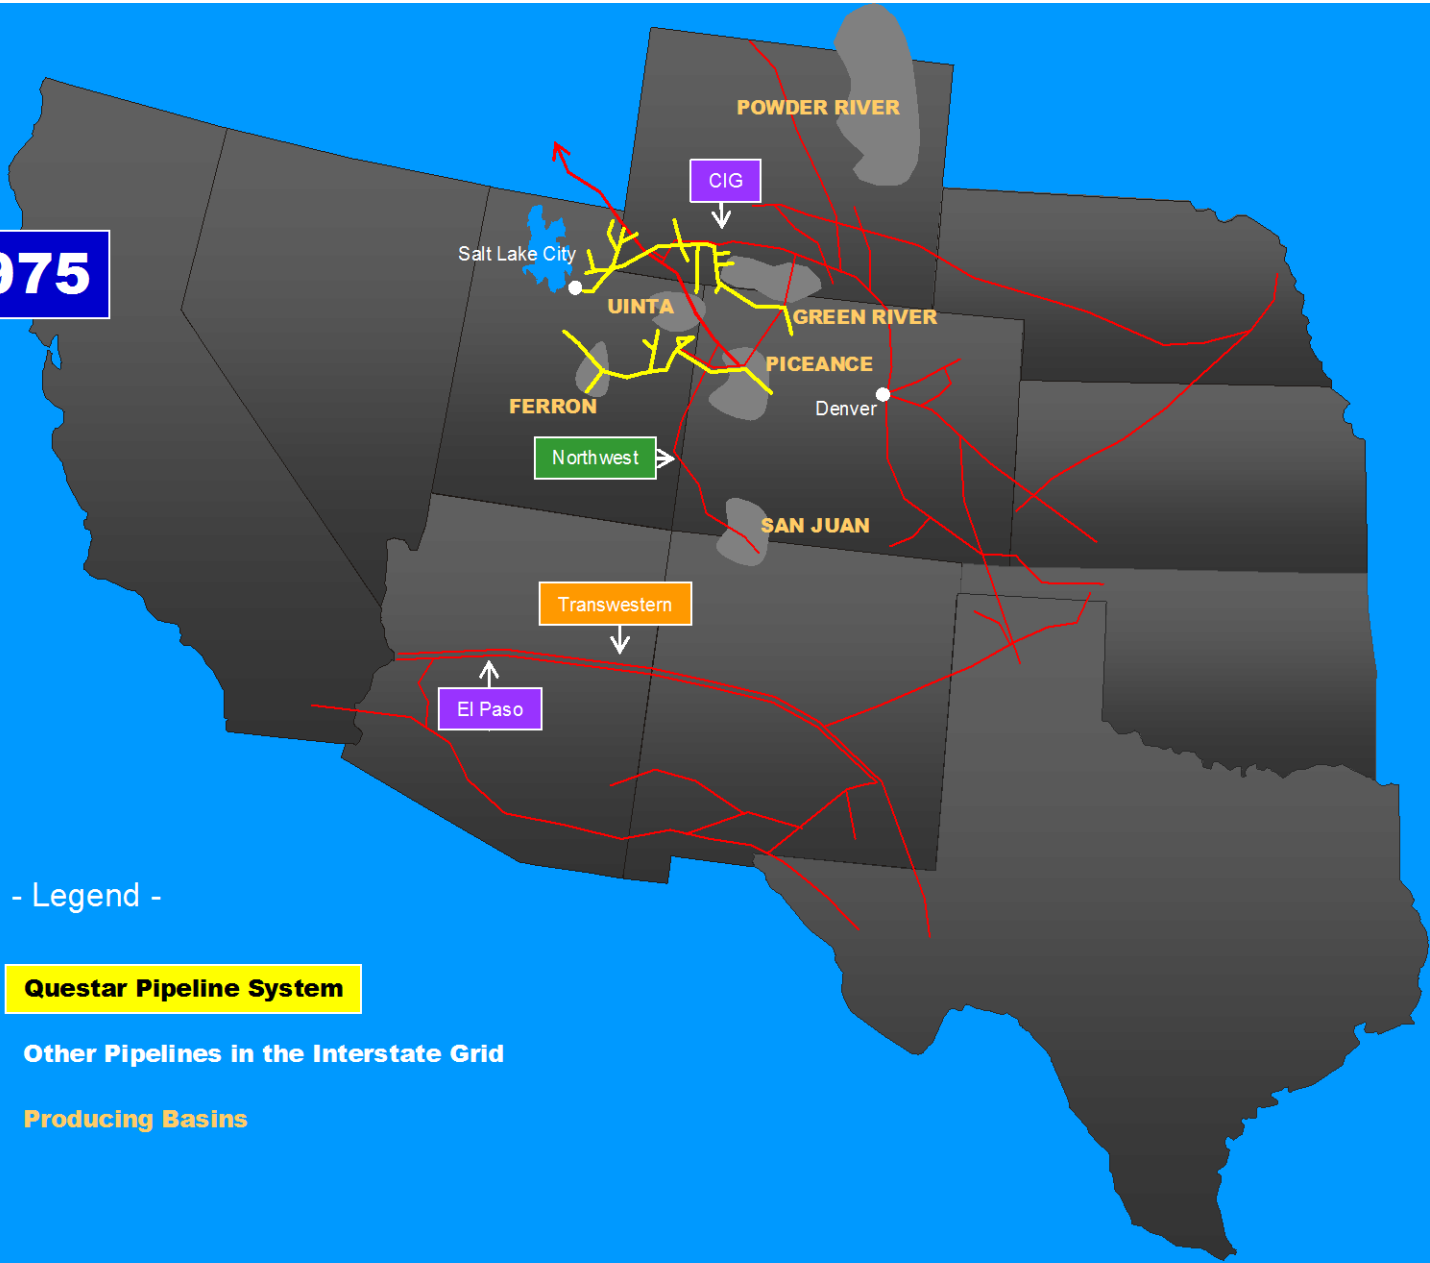 POWDER RIVER
CIG
Salt Lake City
975
UINTA
GREEN RIVER
PICEANCE
FERRON
Denver
Northwest
SAN JUAN
Transwestern
El Paso
- Legend -
Questar Pipeline System
Other Pipelines in the Interstate Grid
Producing Basins